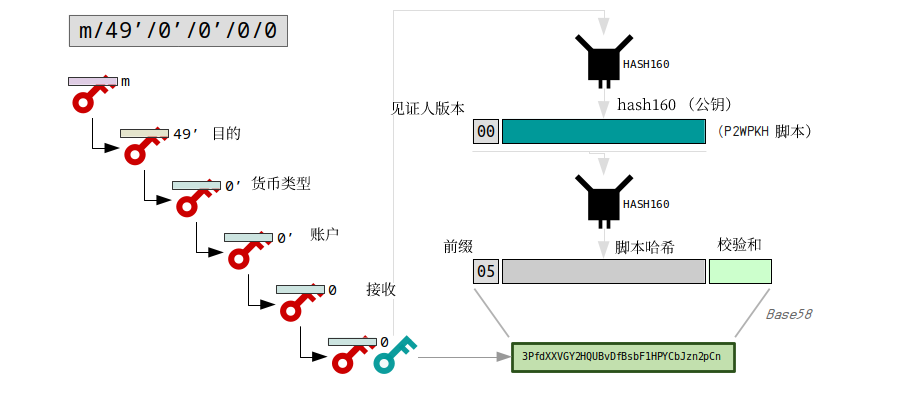 m/49’/0’/0’/0/0
m
49’ 目的
0’ 货币类型
0’ 账户
0 接收
0
HASH160
见证人版本
hash160 （公钥）
00
（P2WPKH 脚本）
HASH160
前缀
脚本哈希
校验和
05
Base58
3PfdXXVGY2HQUBvDfBsbF1HPYCbJzn2pCn